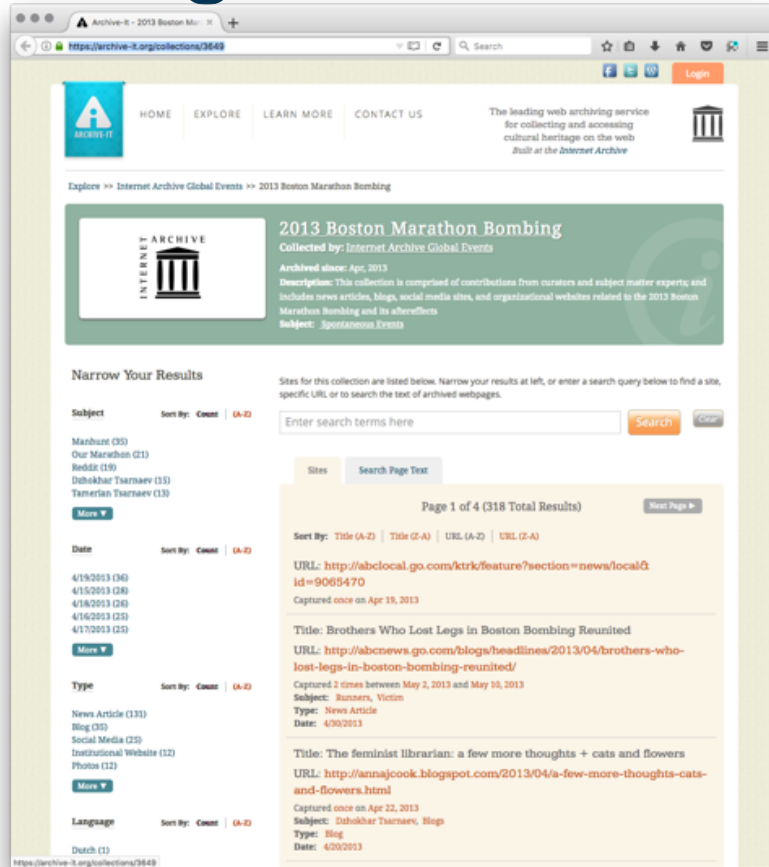 Archive-It - 2013 Boston Mar
https://archive-it.org/collections/3649
Search
Login
ARCHIVE-IT
HOME EXPLORE LEARN MORE CONTACT US
The leading web archiving service
for collecting and accessing
cultural heritage on the web
Built at the Internet Archive
Explore >> Internet Archive Global Events >> 2013 Boston Marathon Bombing
INTERNET ARCHIVE
2013 Boston Marathon Bombing
Collected by: Internet Archive Global Events
Archived since: Apr, 2013
Description: This collection is comprised of contributions from curators and subject matter experts; and
includes news articles, blogs, social media sites, and organizational websites related to the 2013 Boston
Marathon Bombing and its aftereffects
Subject: Spontaneous Events
Narrow Your Results
Subject Sort By: Count | (A-Z)
Manhunt (35)
Our Marathon (21)
Reddit (19)
Dzhokhar Tsarnaev (15)
Tamerlan Tsarnaev (13)
More ▼
Date Sort By: Count | (A-Z)
4/19/2013 (36)
4/15/2013 (28)
4/18/2013 (26)
4/16/2013 (25)
4/17/2013 (25)
More ▼
Type Sort By: Count | (A-Z)
News Article (131)
Blog (35)
Social Media (25)
Institutional Website (12)
Photos (12)
More ▼
Language Sort By: Count | (A-Z)
Dutch (1)
https://archive-it.org/collections/3649
Sites for this collection are listed below. Narrow your results at left, or enter a search query below to find a site,
specific URL or to search the text of archived webpages.
Enter search terms here
Search
Clear
Sites Search Page Text
Page 1 of 4 (318 Total Results)
Next Page ►
Sort By: Title (A-Z) | Title (Z-A) | URL (A-Z) | URL (Z-A)
URL: http://abclocal.go.com/ktrk/feature?section=news/local&
id=9065470
Captured once on Apr 19, 2013
Title: Brothers Who Lost Legs in Boston Bombing Reunited
URL: http://abcnews.go.com/blogs/headlines/2013/04/brothers-who-
lost-legs-in-boston-bombing-reunited/
Captured 2 times between May 2, 2013 and May 10, 2013
Subject: Runners, Victim
Type: News Article
Date: 4/30/2013
Title: The feminist librarian: a few more thoughts + cats and flowers
URL: http://annajcook.blogspot.com/2013/04/a-few-more-thoughts-cats-
and-flowers.html
Captured once on Apr 22, 2013
Subject: Dzhokhar Tsarnaev, Blogs
Type: Blog
Date: 4/20/2013